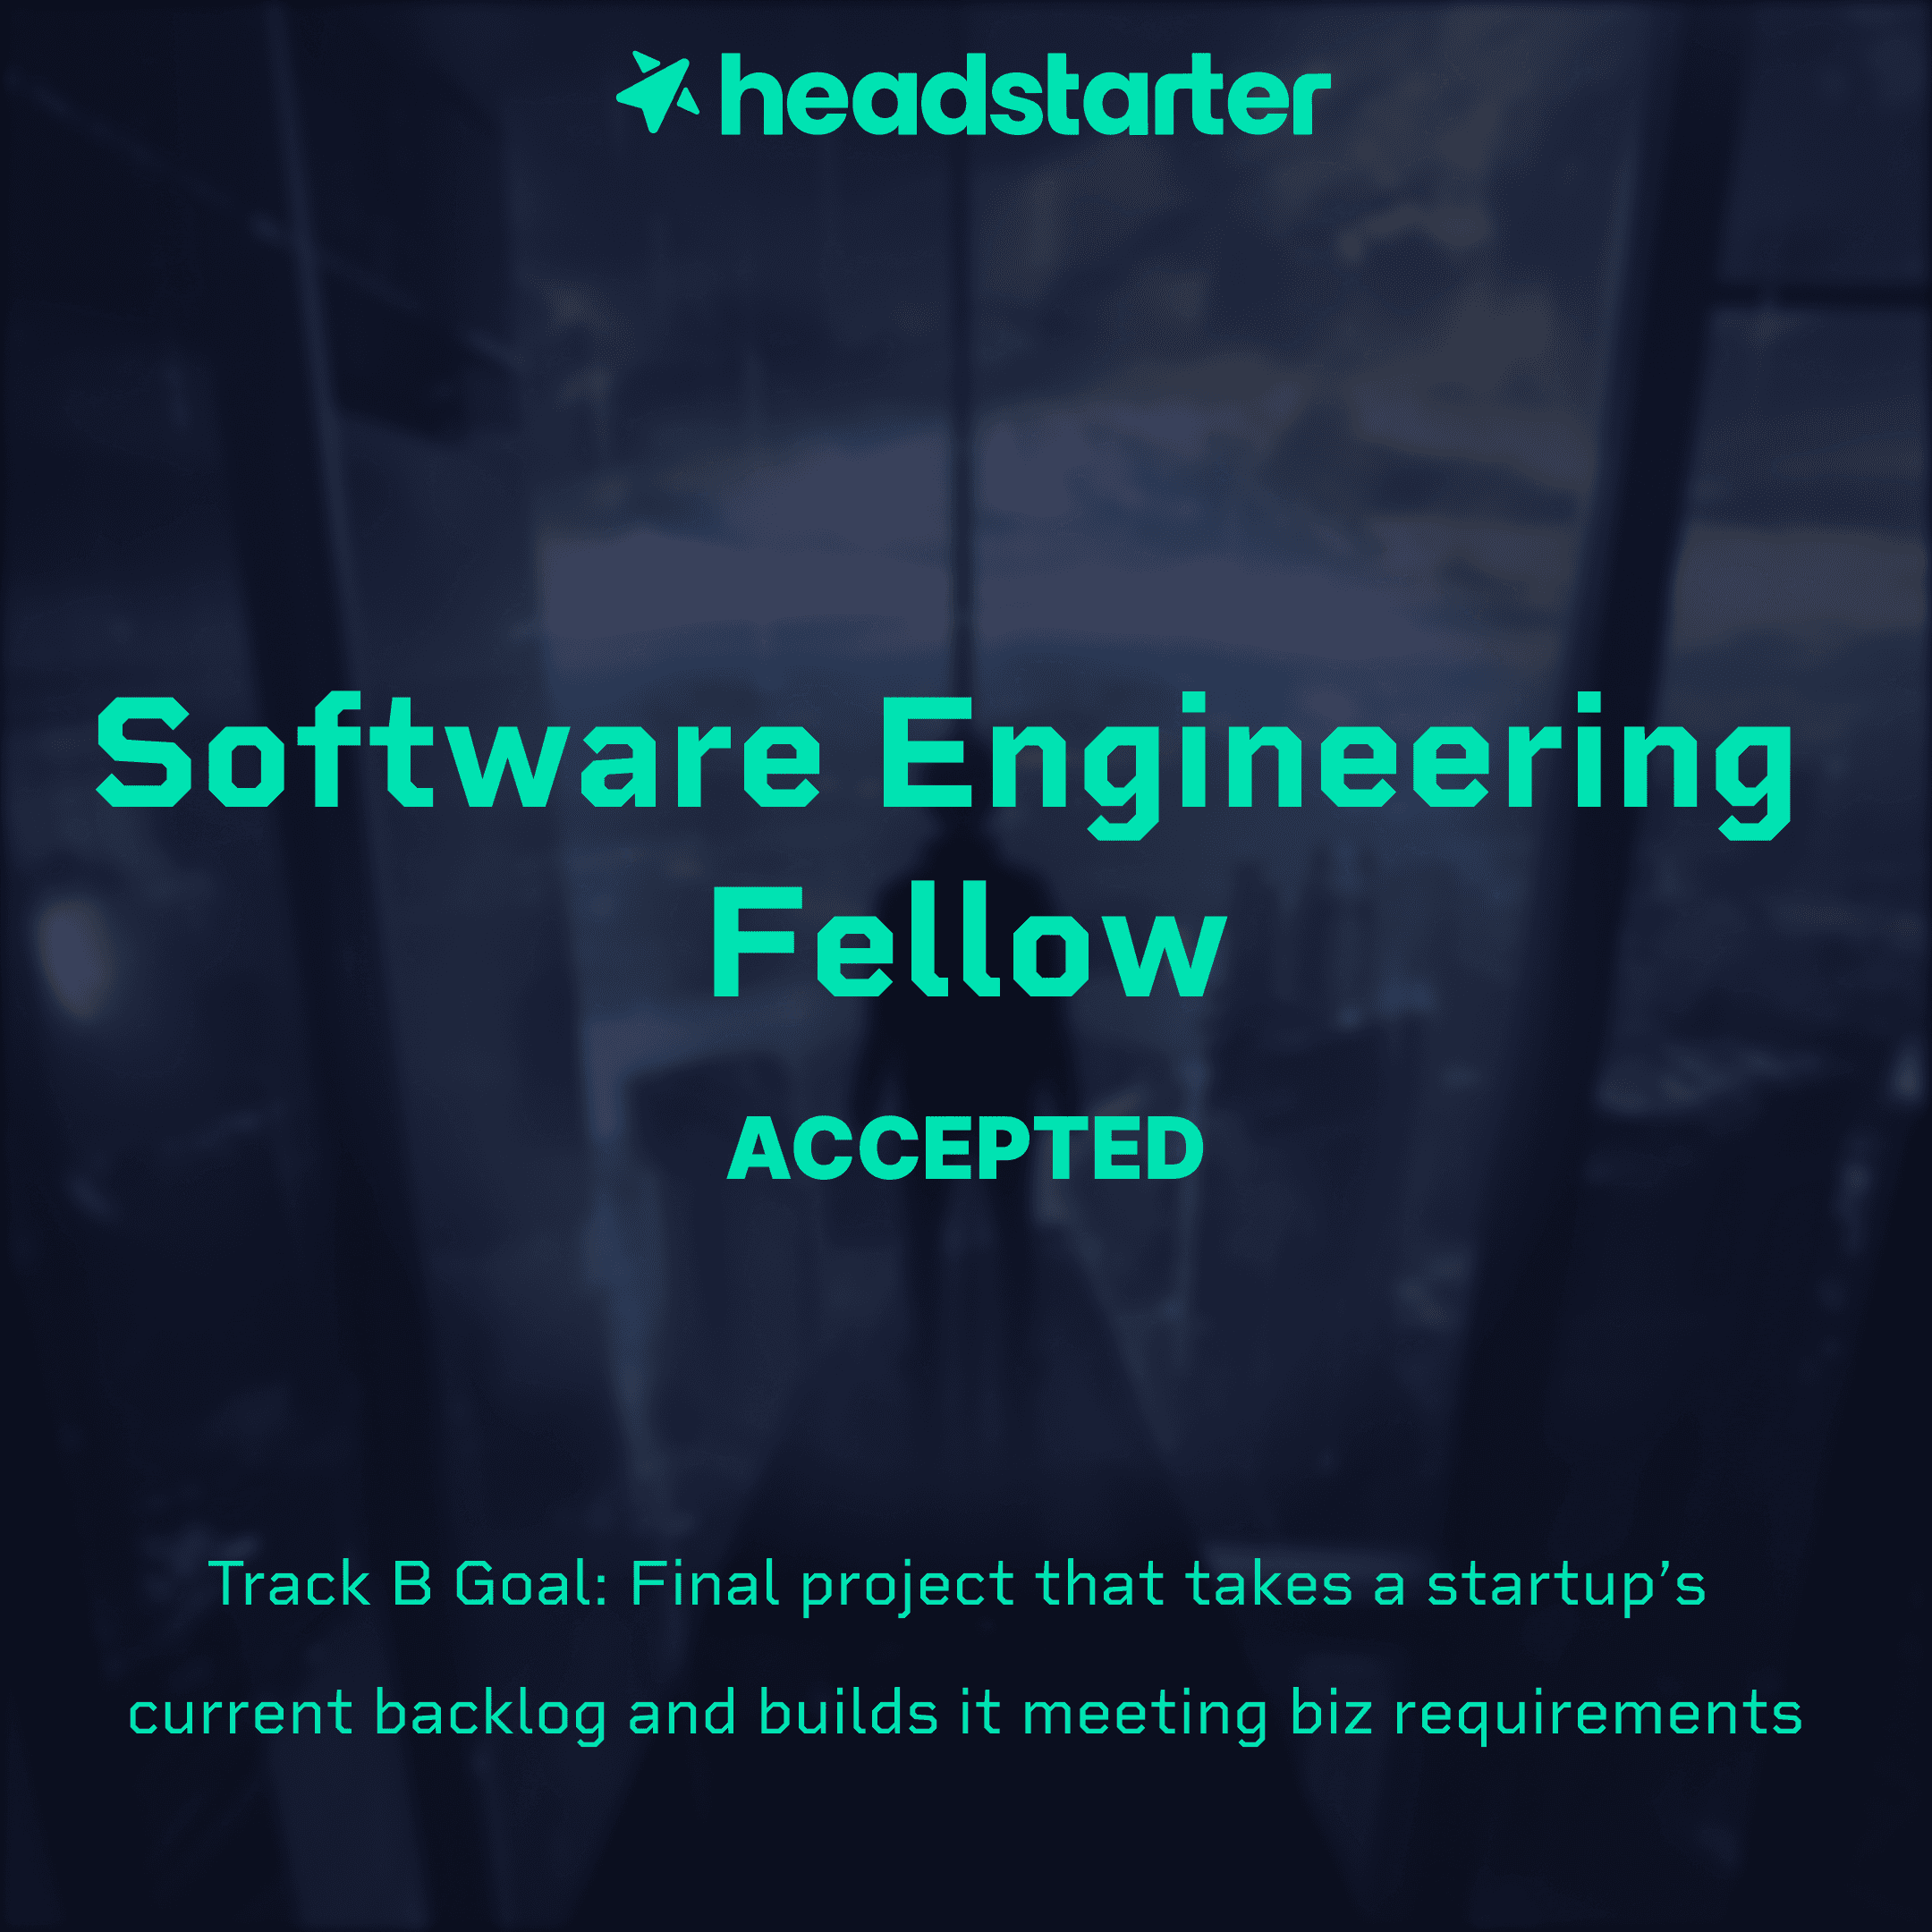 headstarter
Software Engineering
Fellow
ACCEPTED
Track B Goal: Final project that takes a startup’s
current backlog and builds it meeting biz requirements